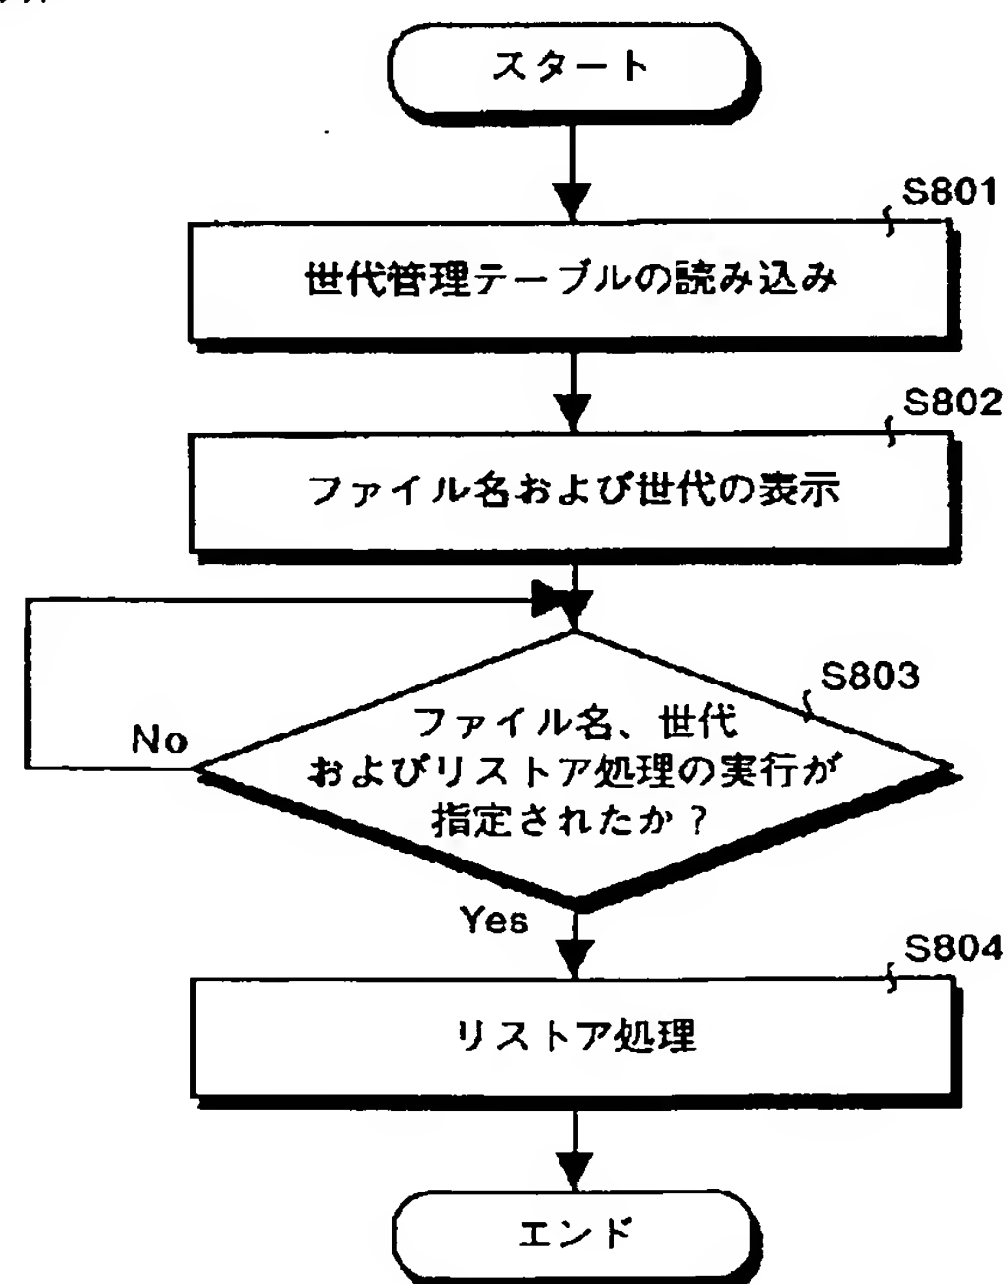 スタート
S801
世代管理テーブルの読み込み
S802
ファイル名および世代の表示
S803
ファイル名、世代
およびリストア処理の実行が
指定されたか?
No
Yes
S804
リストア処理
エンド